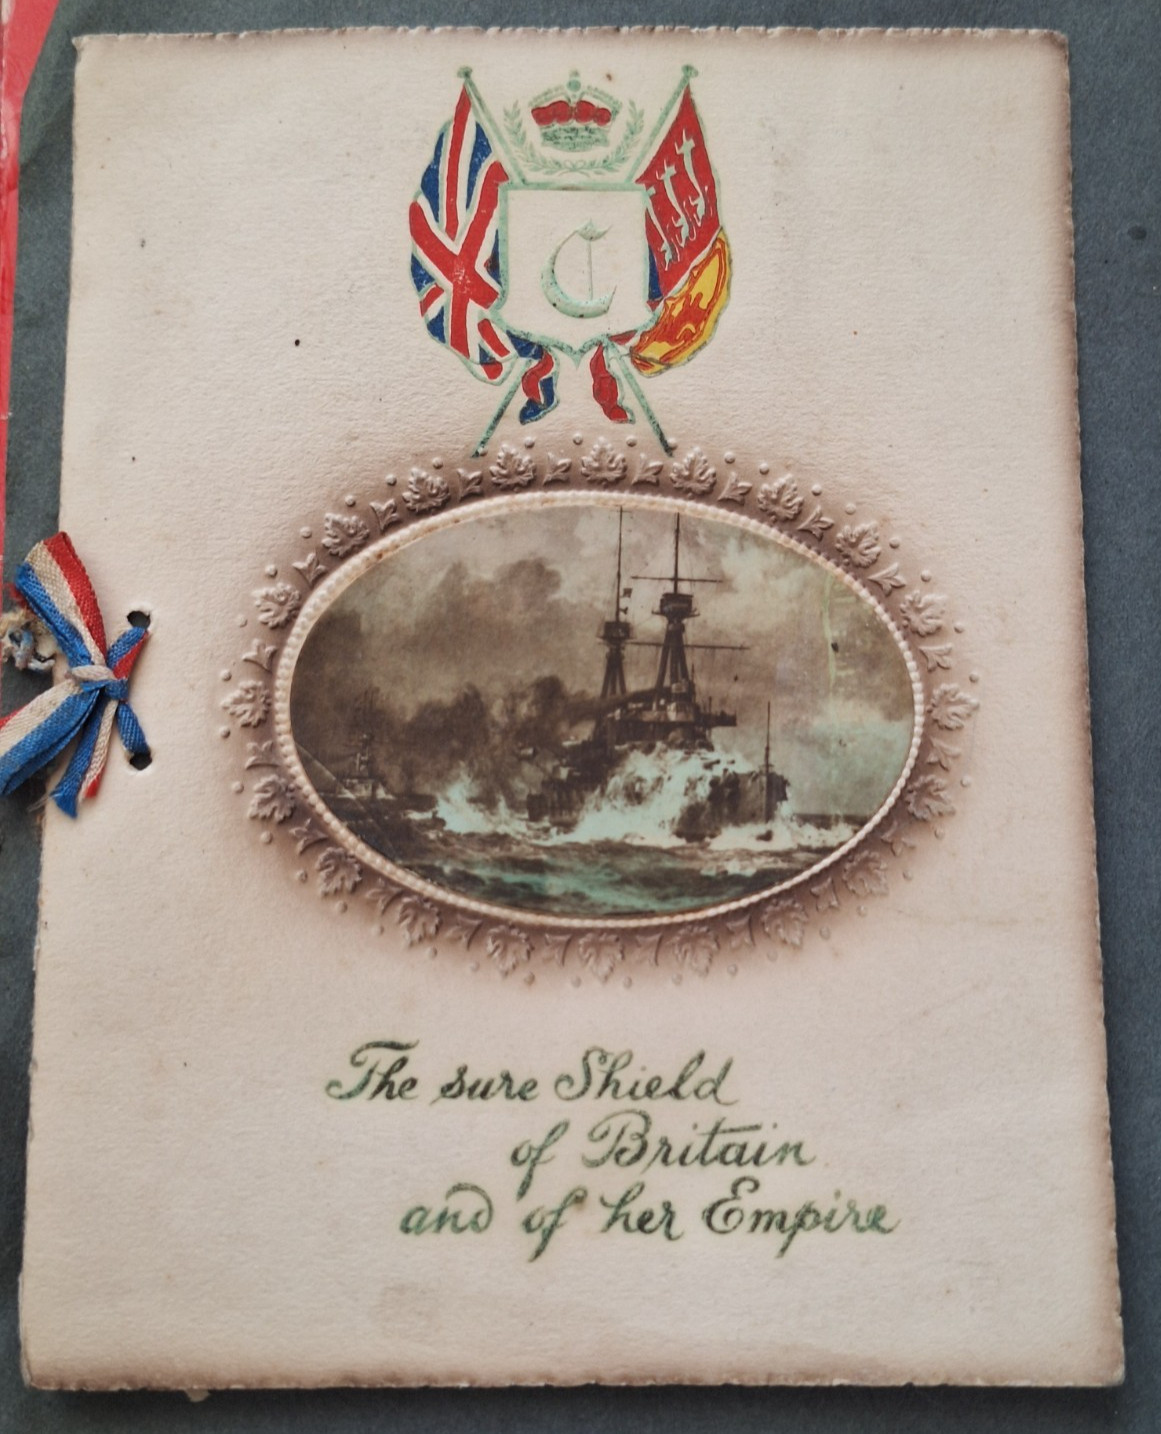 C
The sure Shield
of Britain
and of her Empire